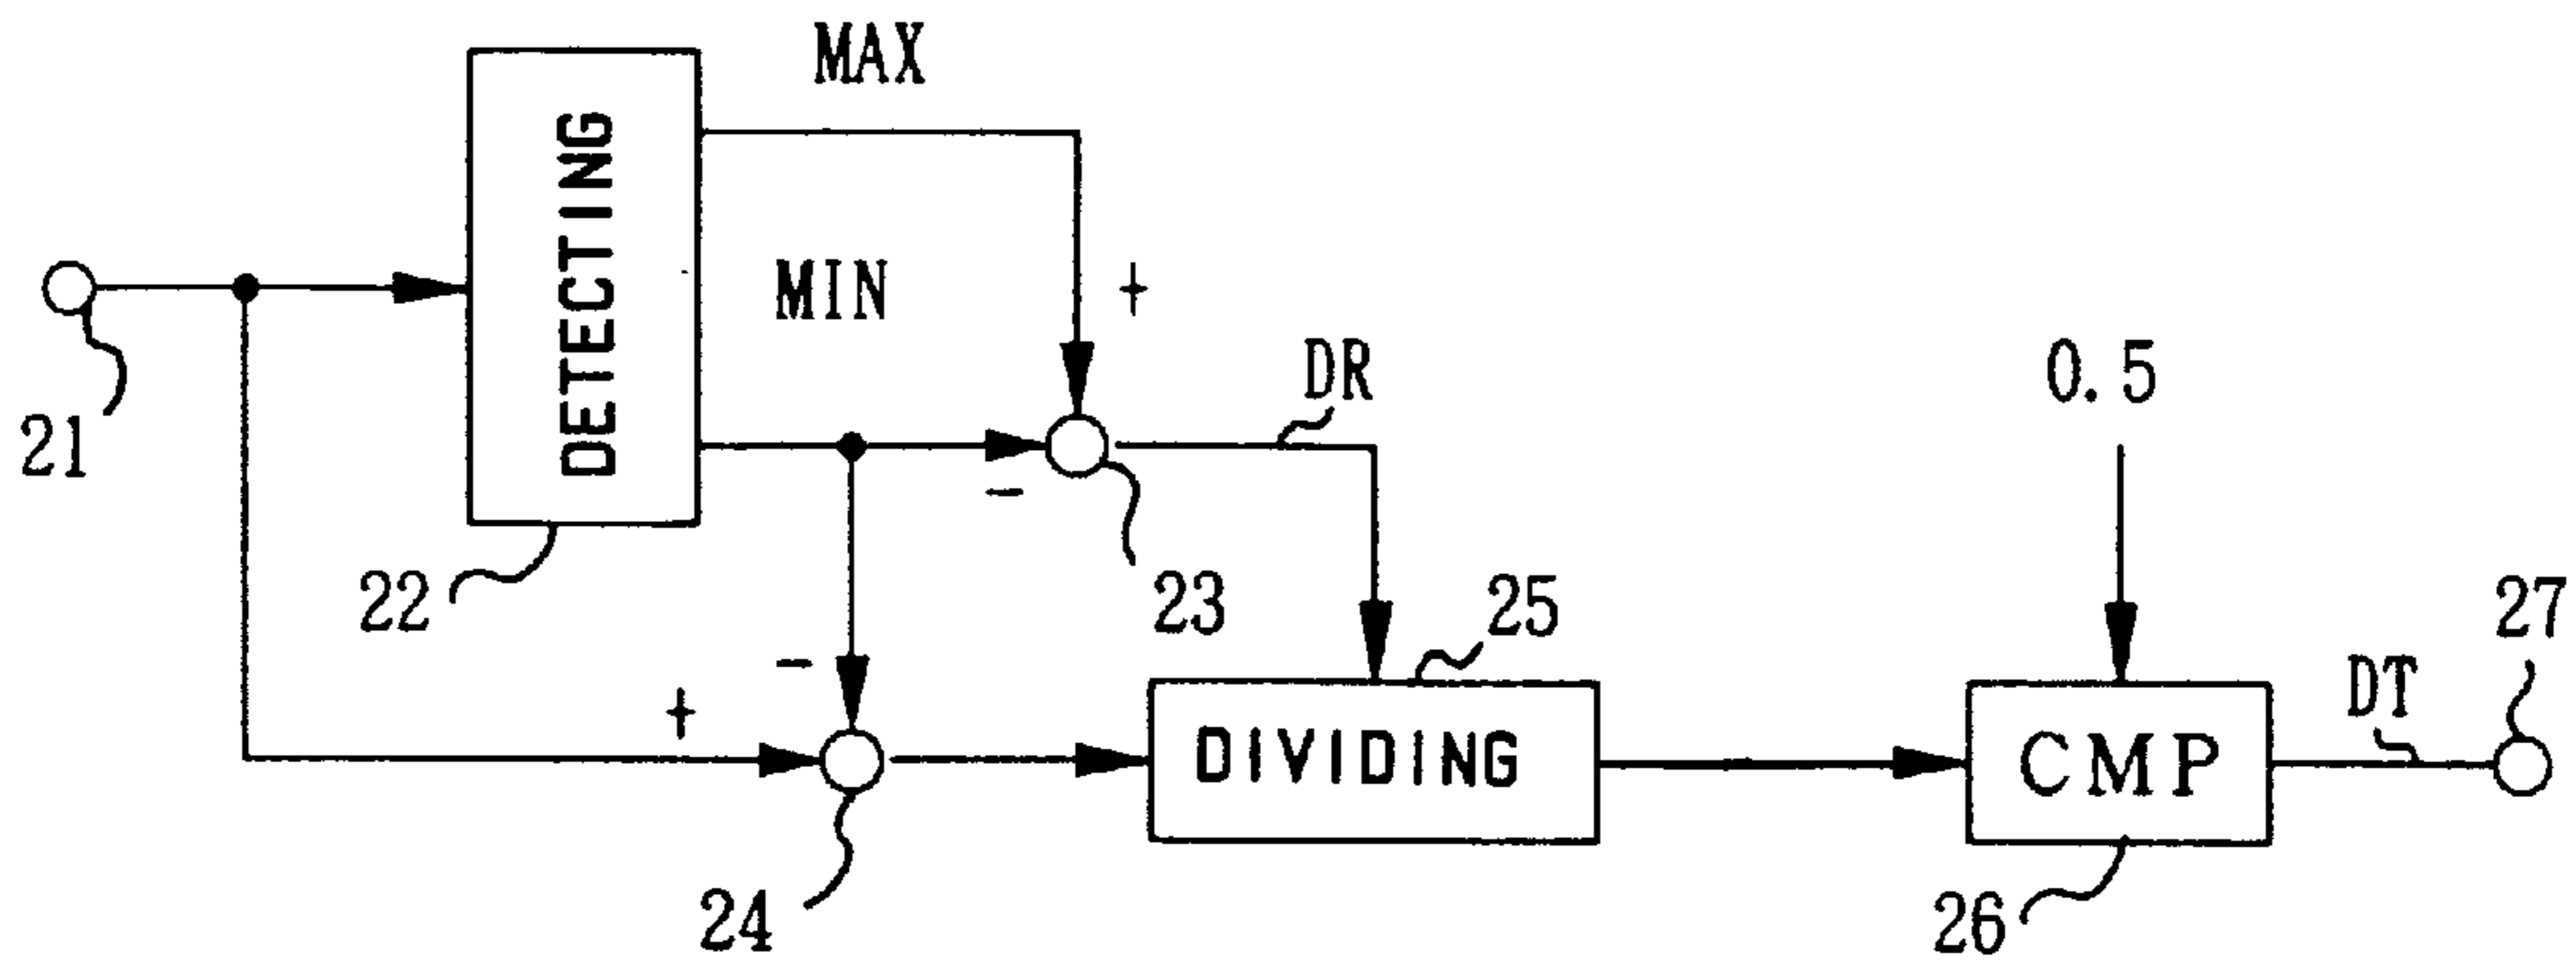 MAX
DETECTING
MIN
+
DR
0.5
21
-
22
23
25
27
-
+
DT
DIVIDING
CMP
24
26